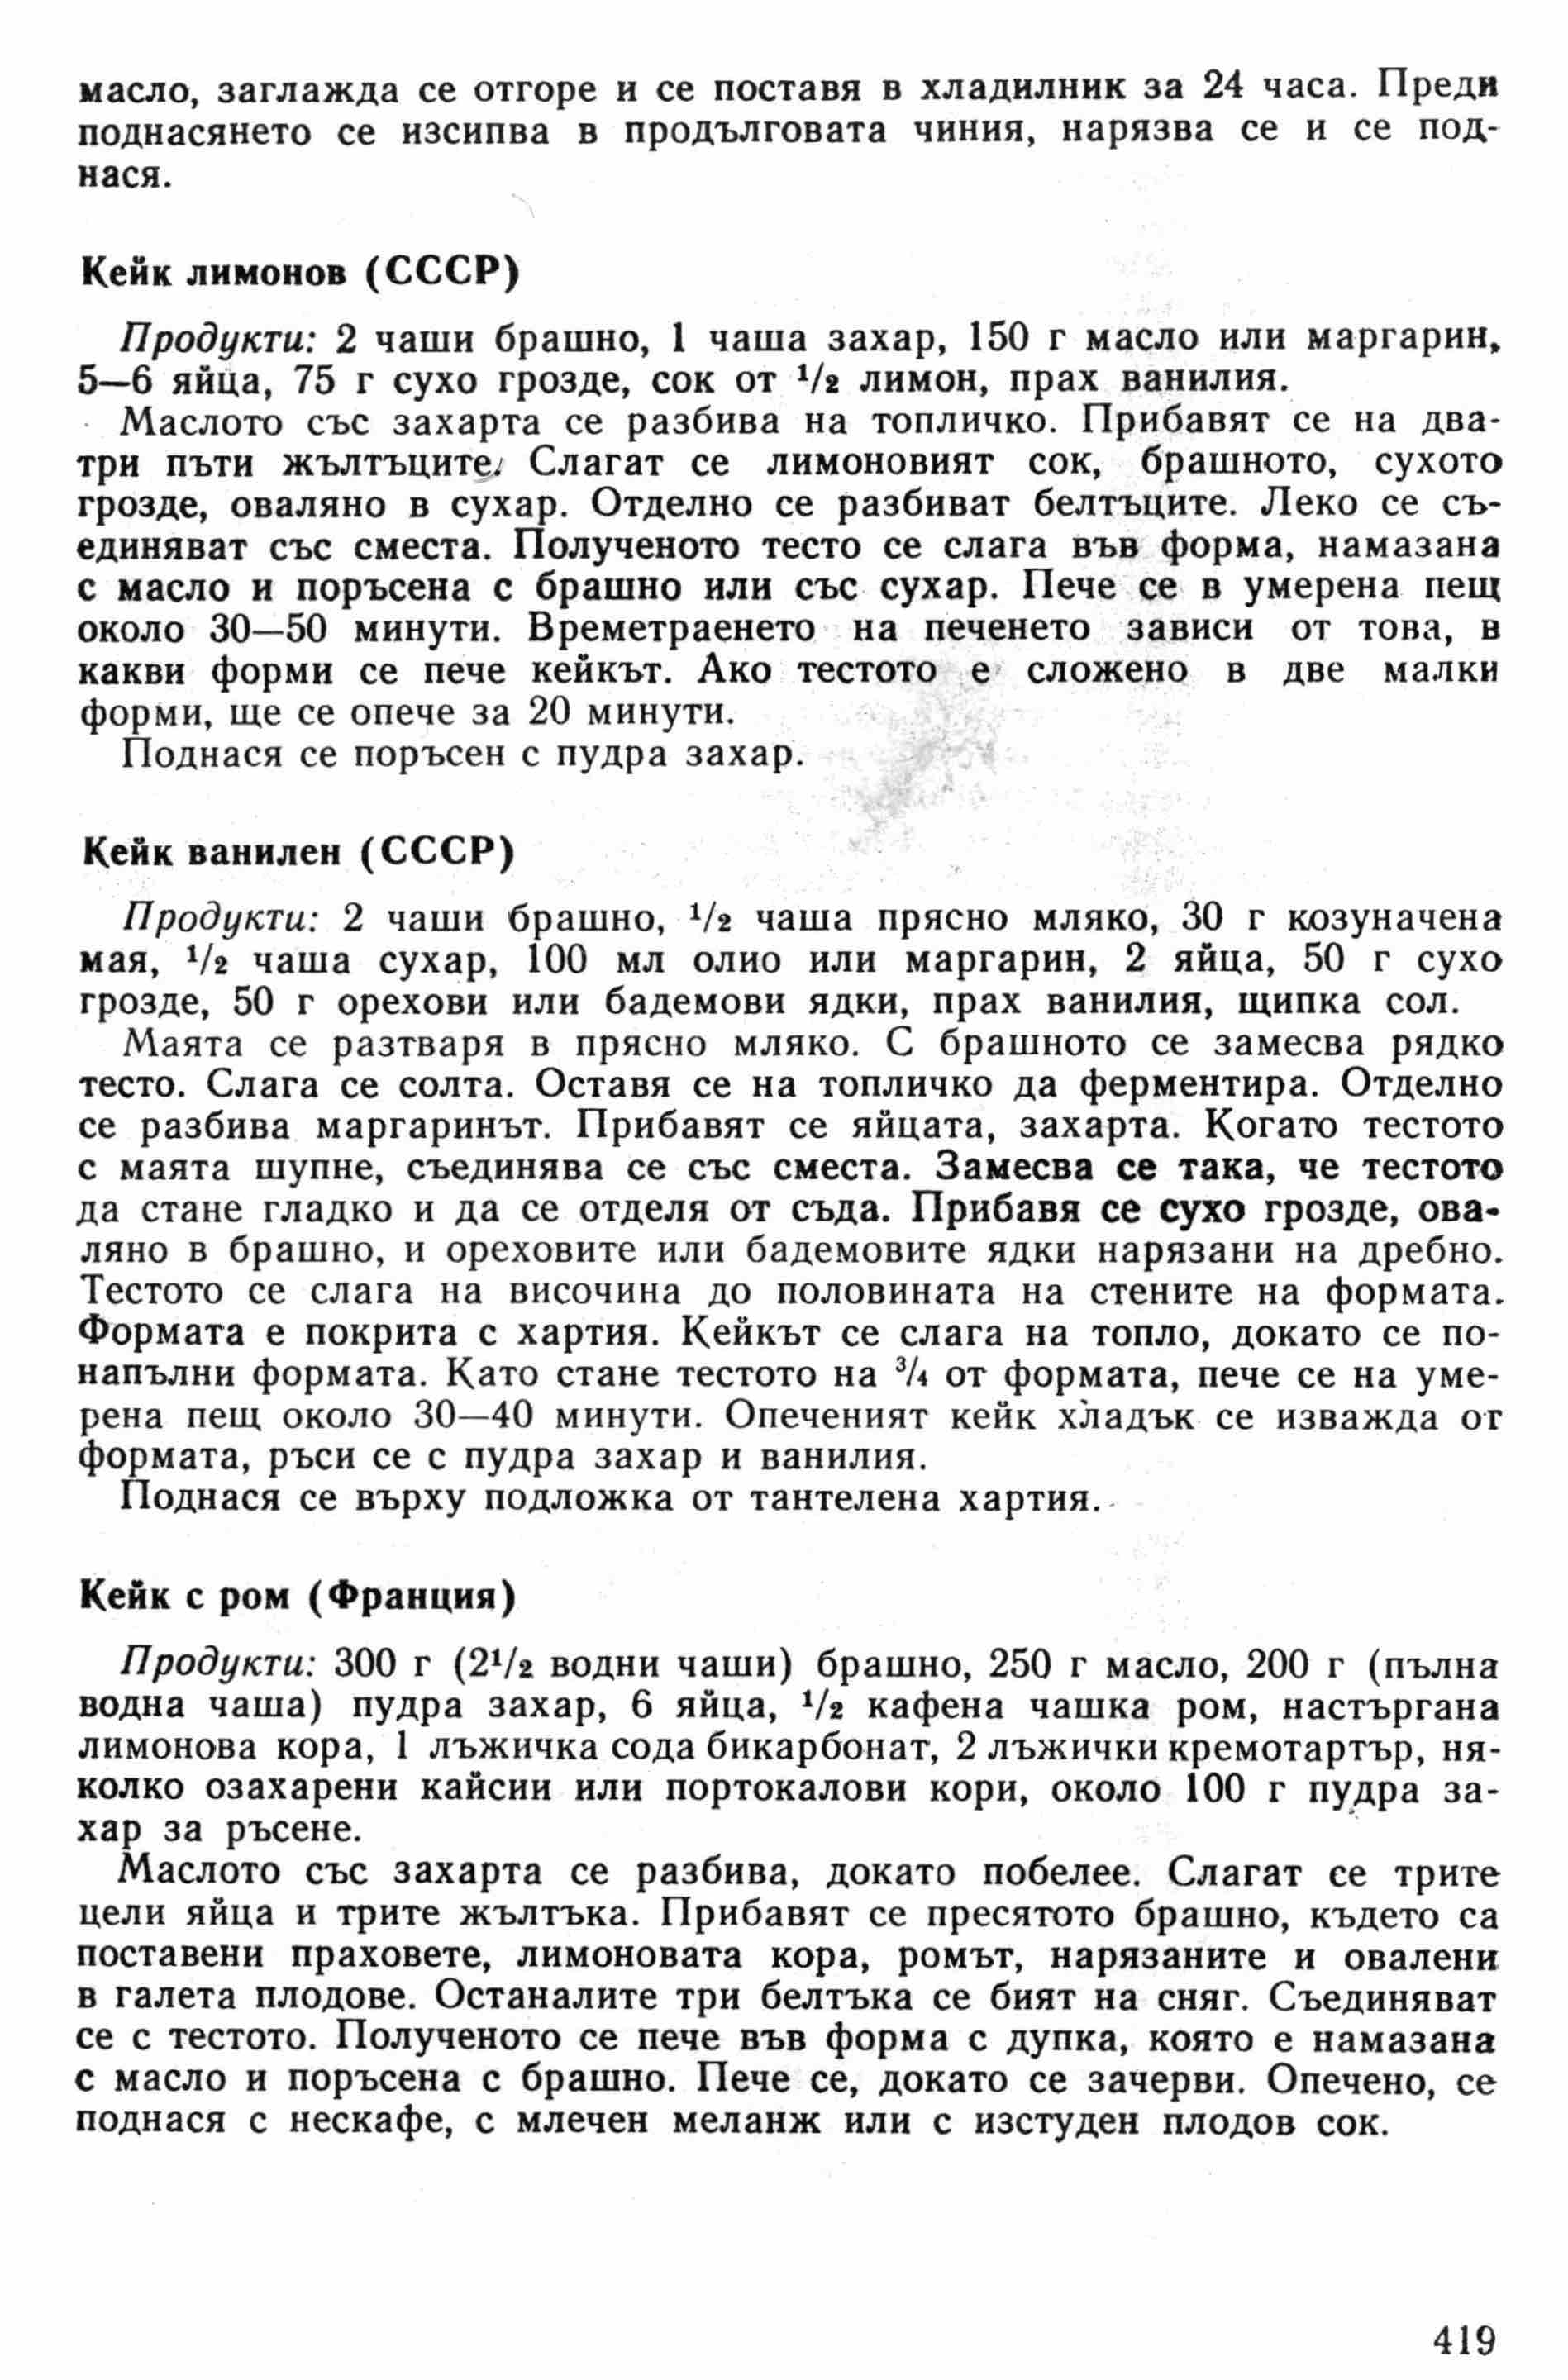 масло, заглажда се отгоре и се поставя в хладилник за 24 часа. Преди
поднасянето се изсипва в продълговата чиния, нарязва се и се под-
нася.
Кейк лимонов (СССР)
Продукти: 2 чаши брашно, 1 чаша захар, 150 г масло или маргарин,
5—6 яйца, 75 г сухо грозде, сок от 1/2 лимон, прах ванилия.
Маслото със захарта се разбива на топличко. Прибавят се на два-
три пъти жълтъците. Слагат се лимоновият сок, брашното, сухото
грозде, оваляно в сухар. Отделно се разбиват белтъците. Леко се съ-
единяват със сместа. Полученото тесто се слага във форма, намазана
с масло и поръсена с брашно или със сухар. Пече се в умерена пещ
около 30—50 минути. Времетраенето на печенето зависи от това, в
какви форми се пече кейкът. Ако тестото е сложено в две малки
форми, ще се опече за 20 минути.
Поднася се поръсен с пудра захар.
Кейк ванилен (СССР)
Продукти: 2 чаши брашно, 1/2 чаша прясно мляко, 30 г козуначена
мая, 1/2 чаша сухар, 100 мл олио или маргарин, 2 яйца, 50 г сухо
грозде, 50 г орехови или бадемови ядки, прах ванилия, щипка сол.
Маята се разтваря в прясно мляко. С брашното се замесва рядко
тесто. Слага се солта. Оставя се на топличко да ферментира. Отделно
се разбива маргаринът. Прибавят се яйцата, захарта. Когато тестото
с маята шупне, съединява се със сместа. Замесва се така, че тестото
да стане гладко и да се отделя от съда. Прибавя се сухо грозде, ова-
ляно в брашно, и ореховите или бадемовите ядки нарязани на дребно.
Тестото се слага на височина до половината на стените на формата.
Формата е покрита с хартия. Кейкът се слага на топло, докато се по-
напълни формата. Като стане тестото на 3/4 от формата, пече се на уме-
рена пещ около 30—40 минути. Опеченият кейк хладък се изважда от
формата, ръси се с пудра захар и ванилия.
Поднася се върху подложка от тантелена хартия.
Кейк с ром (Франция)
Продукти: 300 г (2 1/2 водни чаши) брашно, 250 г масло, 200 г (пълна
водна чаша) пудра захар, 6 яйца, 1/2 кафена чашка ром, настъргана
лимонова кора, 1 лъжичка сода бикарбонат, 2 лъжички кремотартър, ня-
колко озахарени кайсии или портокалови кори, около 100 г пудра за-
хар за ръсене.
Маслото със захарта се разбива, докато побелее. Слагат се трите
цели яйца и трите жълтъка. Прибавят се пресятото брашно, където са
поставени праховете, лимоновата кора, ромът, нарязаните и овалени
в галета плодове. Останалите три белтъка се бият на сняг. Съединяват
се с тестото. Полученото се пече във форма с дупка, която е намазана
с масло и поръсена с брашно. Пече се, докато се зачерви. Опечено, се
поднася с нескафе, с млечен меланж или с изстуден плодов сок.
419